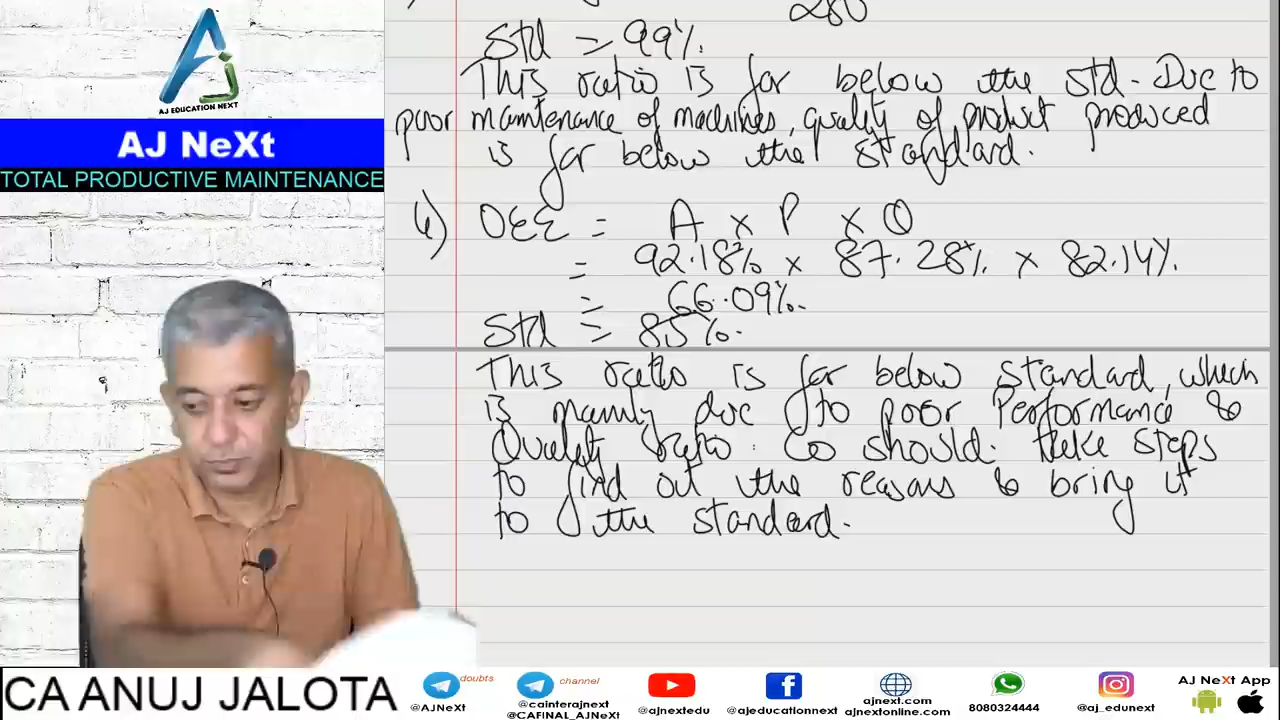 280
Std = 99%.
This ratio is far below the std. Due to
poor maintenance of machines, quality of product produced
is far below the standard.
OEE = A x P x Q
= 92.18% x 87.28% x 82.14%.
= 66.09%.
Std = 85%.
This ratio is far below standard, which
is mainly due to poor Performance &
Quality ratio. Co should. take steps
to find out the reasons & bring it
to the standard.
AJ EDUCATION NEXT
AJ NeXt
TOTAL PRODUCTIVE MAINTENANCE
CA ANUJ JALOTA
doubts
@AJNeXt
channel
@cainterajnext
@CAFINAL_AJNeXt
@ajnextedu
@ajeducationnext
ajnext.com
ajnextonline.com
8080324444
@aj_edunext
AJ NeXt App